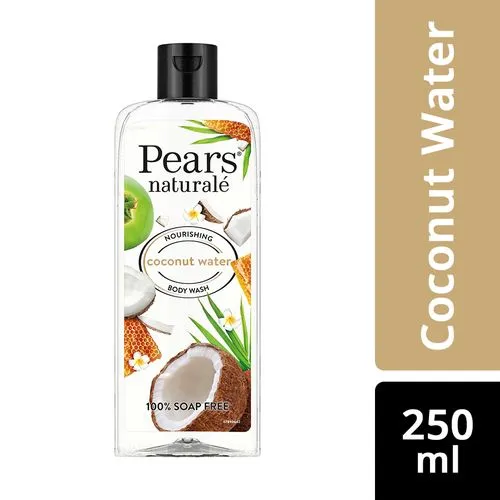 Pears®
naturalé
NOURISHING
coconut water
BODY WASH
100% SOAP FREE
Coconut Water
250
ml